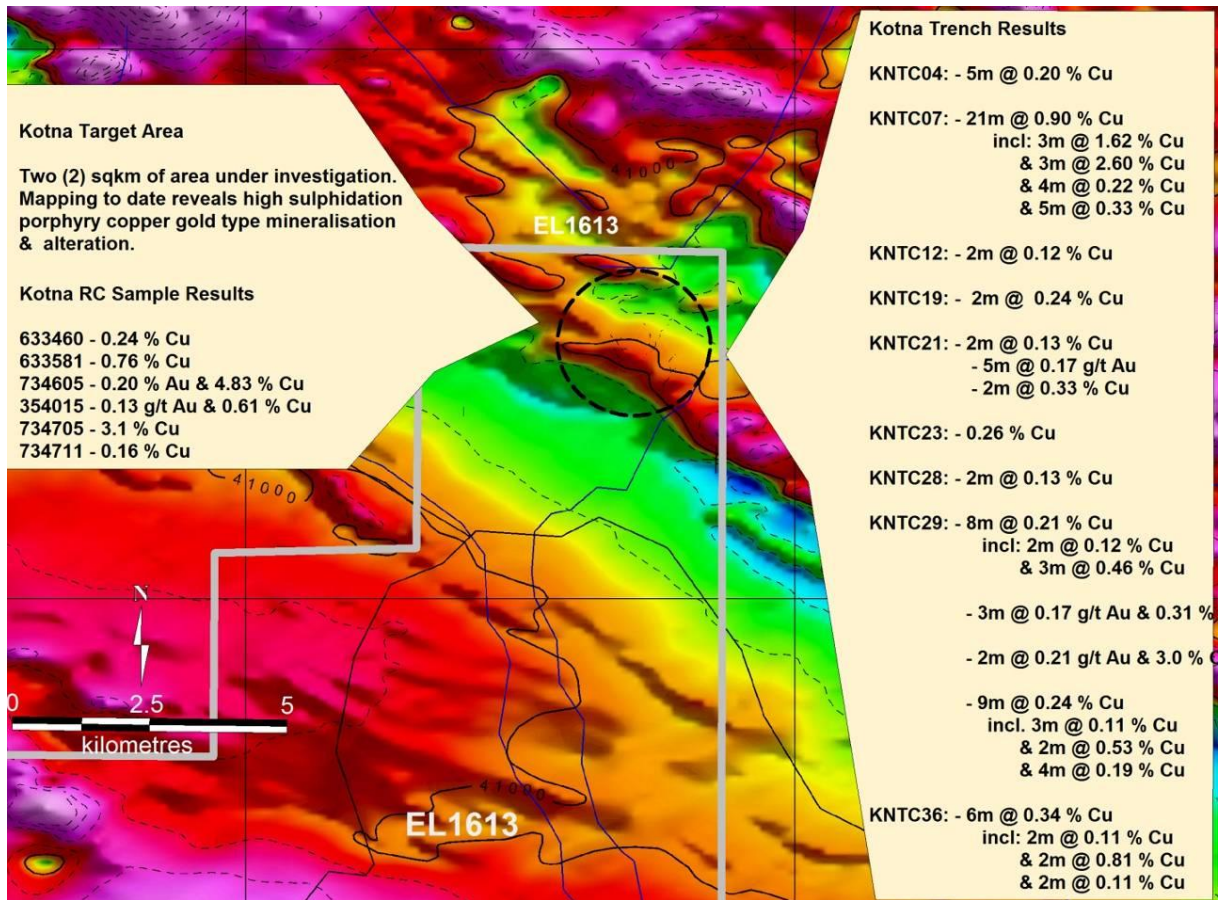 Kotna Target Area
Two (2) sqkm of area under investigation.
Mapping to date reveals high sulphidation
porphyry copper gold type mineralisation
& alteration.
Kotna RC Sample Results
633460 - 0.24 % Cu
633581 - 0.76 % Cu
734605 - 0.20 % Au & 4.83 % Cu
354015 - 0.13 g/t Au & 0.61 % Cu
734705 - 3.1 % Cu
734711 - 0.16 % Cu
41000
EL1613
41000
N
0 2.5 5
kilometres
41000
EL1613
Kotna Trench Results
KNTC04: - 5m @ 0.20 % Cu
KNTC07: - 21m @ 0.90 % Cu
incl: 3m @ 1.62 % Cu
& 3m @ 2.60 % Cu
& 4m @ 0.22 % Cu
& 5m @ 0.33 % Cu
KNTC12: - 2m @ 0.12 % Cu
KNTC19: - 2m @ 0.24 % Cu
KNTC21: - 2m @ 0.13 % Cu
- 5m @ 0.17 g/t Au
- 2m @ 0.33 % Cu
KNTC23: - 0.26 % Cu
KNTC28: - 2m @ 0.13 % Cu
KNTC29: - 8m @ 0.21 % Cu
incl: 2m @ 0.12 % Cu
& 3m @ 0.46 % Cu
- 3m @ 0.17 g/t Au & 0.31 %
- 2m @ 0.21 g/t Au & 3.0 %
- 9m @ 0.24 % Cu
incl. 3m @ 0.11 % Cu
& 2m @ 0.53 % Cu
& 4m @ 0.19 % Cu
KNTC36: - 6m @ 0.34 % Cu
incl: 2m @ 0.11 % Cu
& 2m @ 0.81 % Cu
& 2m @ 0.11 % Cu